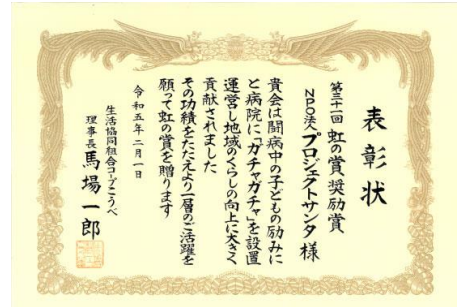 表彰状
第三十一回 虹の賞奨励賞
NPO法人プロジェクトサンタ 様
貴会は闘病中の子どもの励みに
と病院に「ガチャガチャ」を設置
運営し地域のくらしの向上に大きく
貢献されました
その功績をたたえより一層のご活躍を
願って虹の賞を贈ります
令和五年二月一日
生活協同組合コープこうべ
理事長 馬場一郎